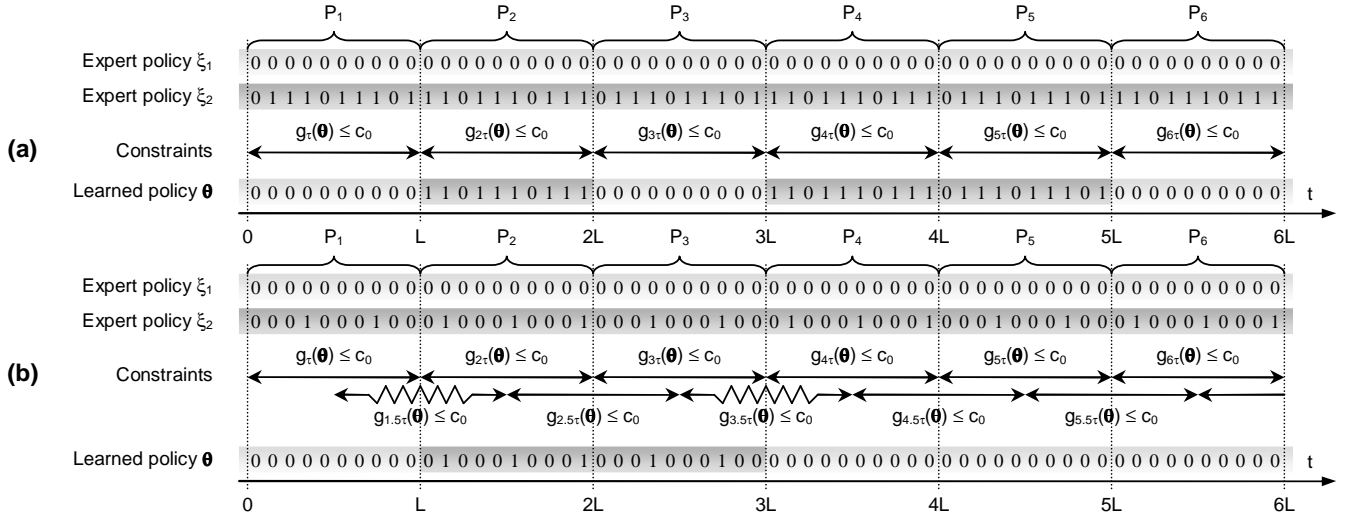 P1 P2 P3 P4 P5 P6
Expert policy ξ1 0 0 0 0 0 0 0 0 0 0 0 0 0 0 0 0 0 0 0 0 0 0 0 0 0 0 0 0 0 0 0 0 0 0 0 0 0 0 0 0 0 0 0 0 0 0 0 0 0 0 0 0 0 0 0 0 0 0 0 0
Expert policy ξ2 0 1 1 1 0 1 1 1 0 1 1 1 0 1 1 1 0 1 1 1 0 1 1 1 0 1 1 1 0 1 1 1 0 1 1 1 0 1 1 1 0 1 1 1 0 1 1 1 0 1 1 1 0 1 1 1 0 1 1 1
gτ(θ) ≤ c0 g2τ(θ) ≤ c0 g3τ(θ) ≤ c0 g4τ(θ) ≤ c0 g5τ(θ) ≤ c0 g6τ(θ) ≤ c0
(a) Constraints
Learned policy θ 0 0 0 0 0 0 0 0 0 0 1 1 0 1 1 1 0 1 1 1 0 0 0 0 0 0 0 0 0 0 1 1 0 1 1 1 0 1 1 1 0 1 1 1 0 1 1 1 0 1 0 0 0 0 0 0 0 0 0 0 t
0 L 2L 3L 4L 5L 6L
P1 P2 P3 P4 P5 P6
Expert policy ξ1 0 0 0 0 0 0 0 0 0 0 0 0 0 0 0 0 0 0 0 0 0 0 0 0 0 0 0 0 0 0 0 0 0 0 0 0 0 0 0 0 0 0 0 0 0 0 0 0 0 0 0 0 0 0 0 0 0 0 0 0
Expert policy ξ2 0 0 0 1 0 0 0 1 0 0 0 1 0 0 0 1 0 0 0 1 0 0 0 1 0 0 0 1 0 0 0 1 0 0 0 1 0 0 0 1 0 0 0 1 0 0 0 1 0 0 0 1 0 0 0 1 0 0 0 1
gτ(θ) ≤ c0 g2τ(θ) ≤ c0 g3τ(θ) ≤ c0 g4τ(θ) ≤ c0 g5τ(θ) ≤ c0 g6τ(θ) ≤ c0
(b) Constraints
g1.5τ(θ) ≤ c0 g2.5τ(θ) ≤ c0 g3.5τ(θ) ≤ c0 g4.5τ(θ) ≤ c0 g5.5τ(θ) ≤ c0
Learned policy θ 0 0 0 0 0 0 0 0 0 0 0 1 0 0 0 1 0 0 0 1 0 0 0 1 0 0 0 1 0 0 0 0 0 0 0 0 0 0 0 0 0 0 0 0 0 0 0 0 0 0 0 0 0 0 0 0 0 0 0 0 t
0 L 2L 3L 4L 5L 6L